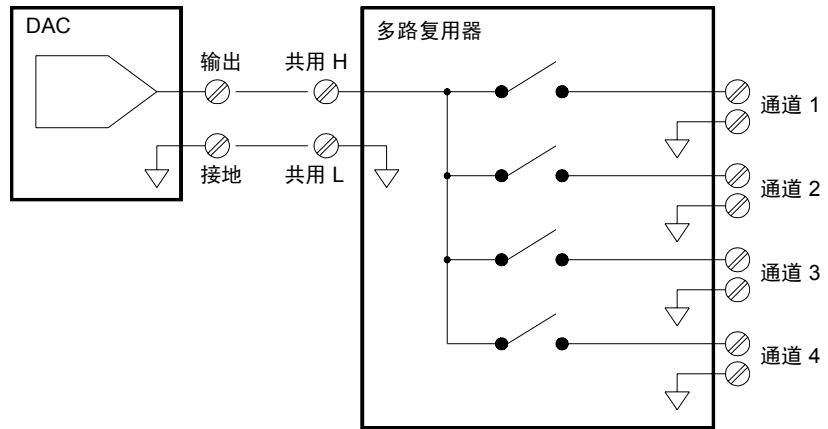 DAC
多路复用器
输出
共用 H
接地
共用 L
通道 1
通道 2
通道 3
通道 4